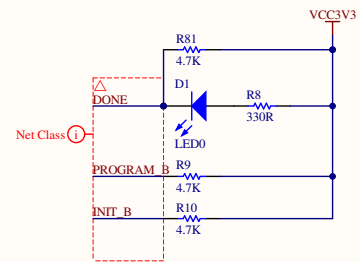 VCC3V3
R81
4.7K
D1
DONE
R8
330R
LED0
Net Class
i
PROGRAM_B
R9
4.7K
INIT_B
R10
4.7K